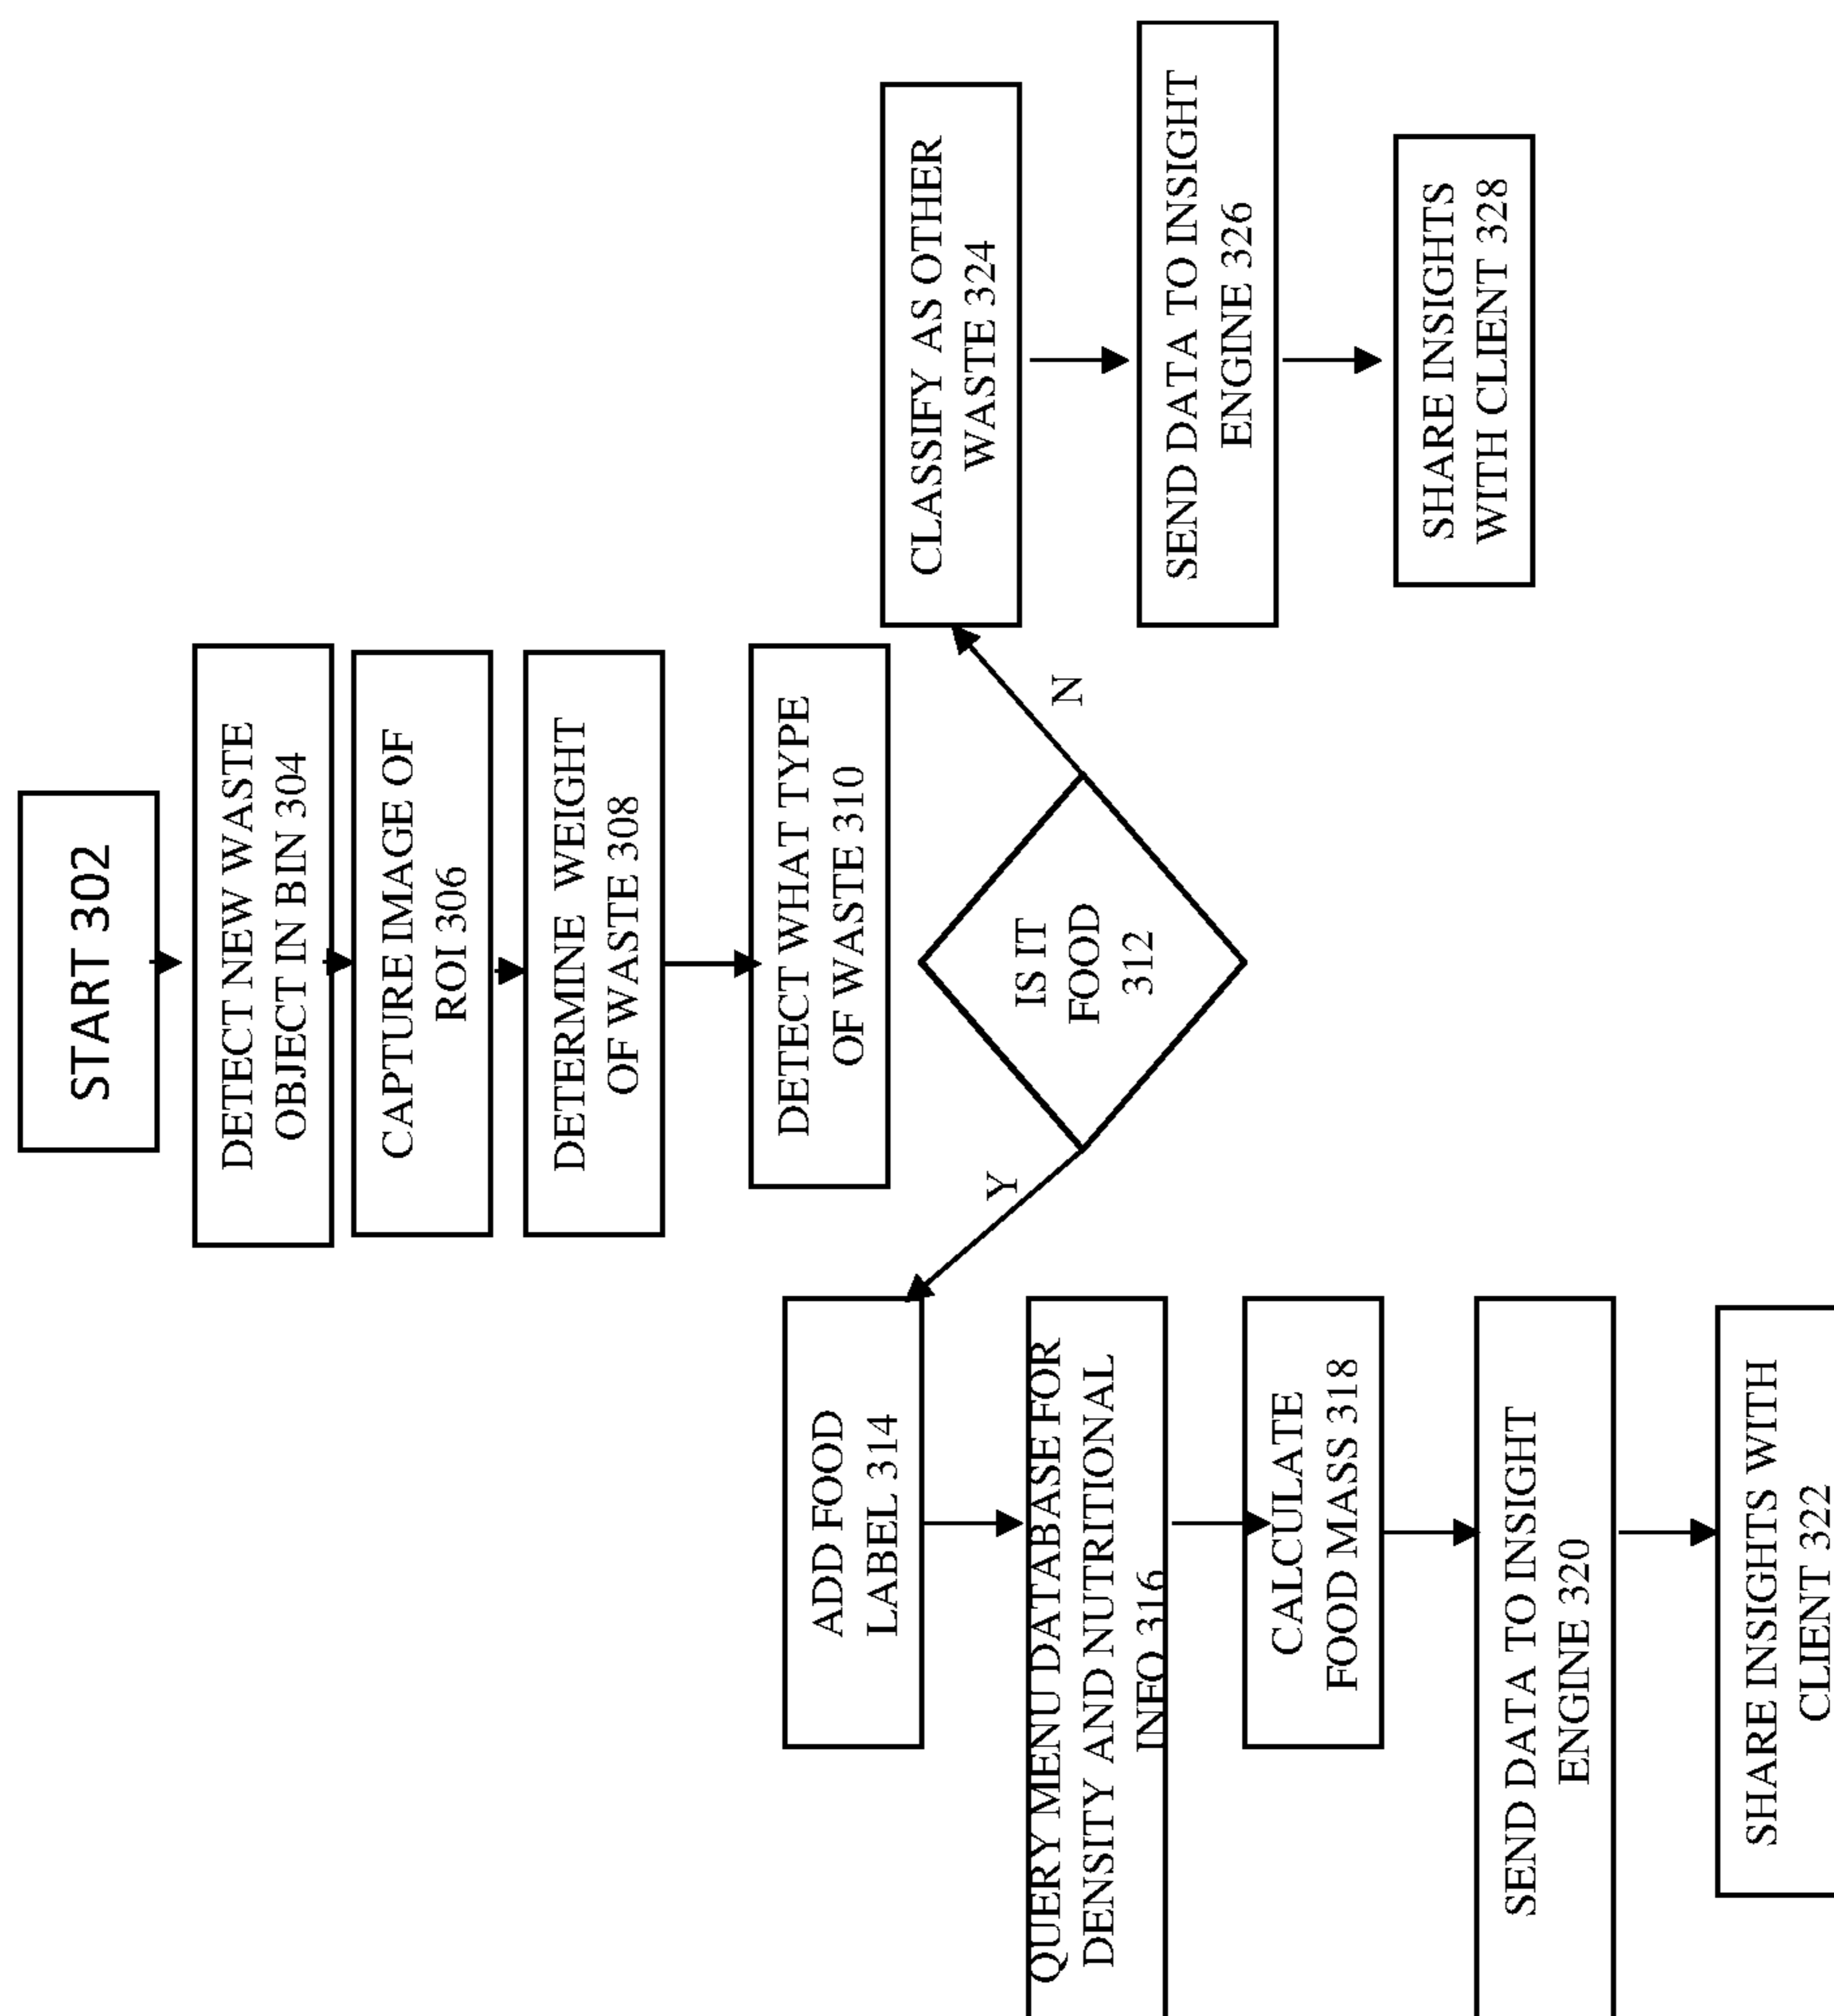 START 302
DETECT NEW WASTE
OBJECT IN BIN 304
CAPTURE IMAGE OF
ROI 306
DETERMINE WEIGHT
OF WASTE 308
DETECT WHAT TYPE
OF WASTE 310
IS IT
FOOD
312
Y
N
ADD FOOD
LABEL 314
QUERY MENU DATABASE FOR
DENSITY AND NUTRITIONAL
INFO 316
CALCULATE
FOOD MASS 318
SEND DATA TO INSIGHT
ENGINE 320
SHARE INSIGHTS WITH
CLIENT 322
CLASSIFY AS OTHER
WASTE 324
SEND DATA TO INSIGHT
ENGINE 326
SHARE INSIGHTS
WITH CLIENT 328